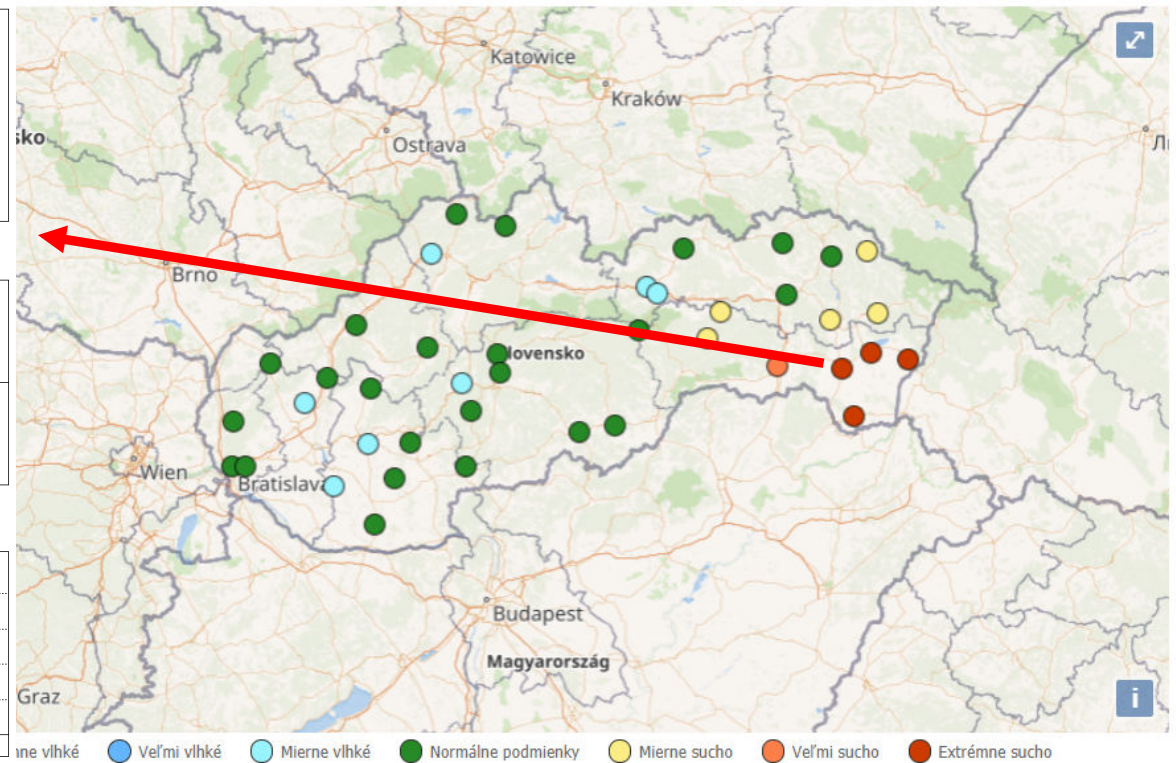 Katowice
Kraków
sko
Ostrava
Brno
Slovensko
Wien
Bratislava
Budapest
Magyarország
Graz
i
Veľmi vlhké
Mierne vlhké
Normálne podmienky
Mierne sucho
Veľmi sucho
Extrémne sucho